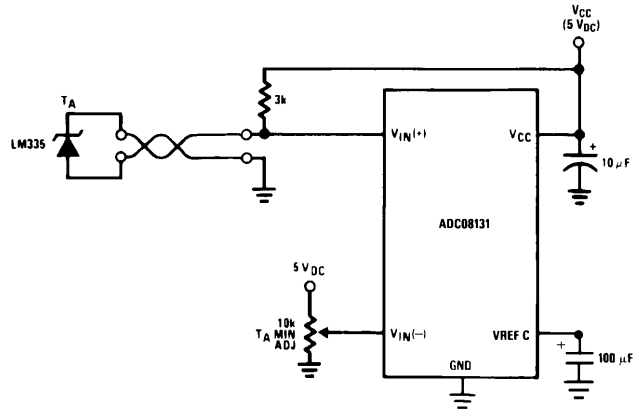 VCC
(5 VDC)
3k
TA
LM335
VIN(+)
VCC
+
10 μF
ADC08131
5 VDC
10k
TA MIN
ADJ
VIN(—)
VREF C
+
100 μF
GND